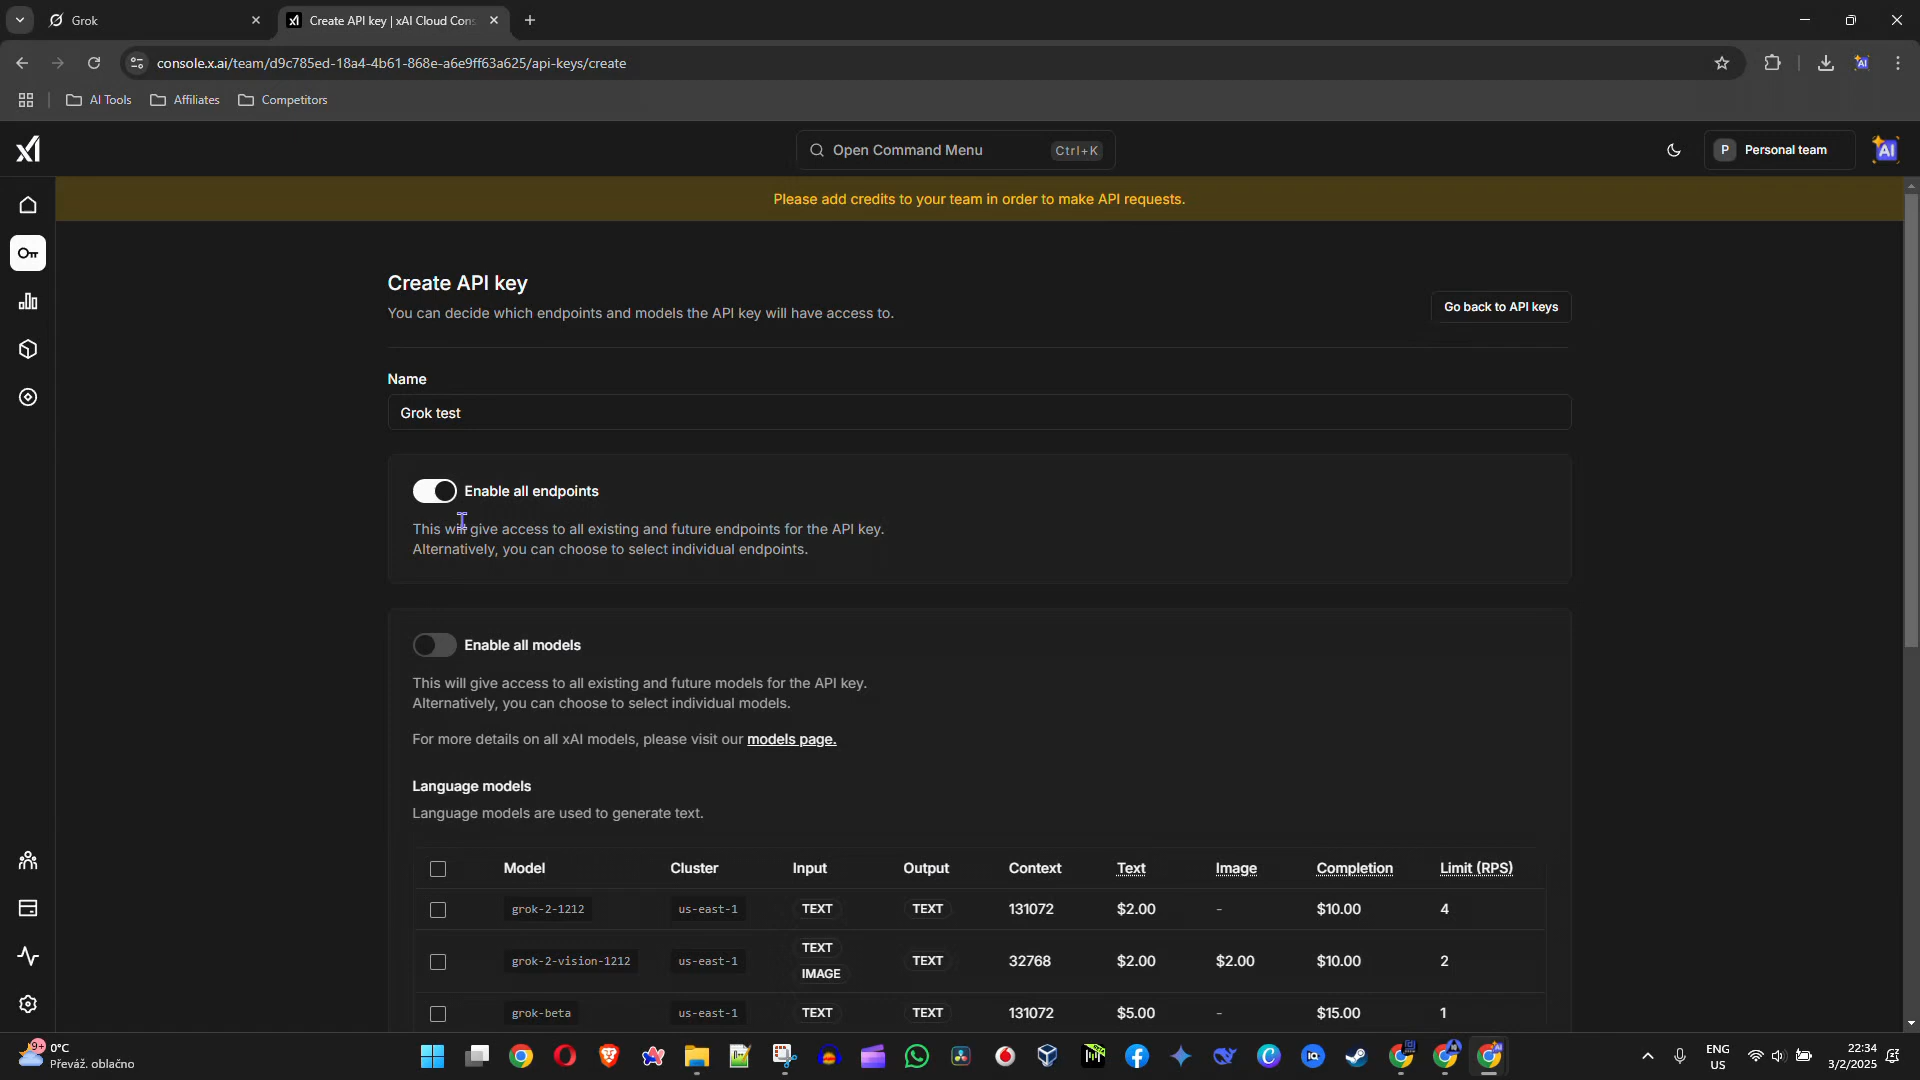 Grok
Create API key | xAI Cloud Con
console.x.ai/team/d9c785ed-18a4-4b61-868e-a6e9ff63a625/api-keys/create
AI
AI Tools
Affiliates
Competitors
Open Command Menu
Ctrl+K
P
Personal team
AI
Please add credits to your team in order to make API requests.
Create API key
You can decide which endpoints and models the API key will have access to.
Go back to API keys
Name
Grok test
Enable all endpoints
This will give access to all existing and future endpoints for the API key.
Alternatively, you can choose to select individual endpoints.
Enable all models
This will give access to all existing and future models for the API key.
Alternatively, you can choose to select individual models.
For more details on all xAI models, please visit our models page.
Language models
Language models are used to generate text.
Model Cluster Input Output Context Text Image Completion Limit (RPS)
grok-2-1212 us-east-1 TEXT TEXT 131072 $2.00 - $10.00 4
grok-2-vision-1212 us-east-1 TEXT IMAGE TEXT 32768 $2.00 $2.00 $10.00 2
grok-beta us-east-1 TEXT TEXT 131072 $5.00 - $15.00 1
9+
0°C
Převáž. oblačno
ENG
US
22:34
3/2/2025